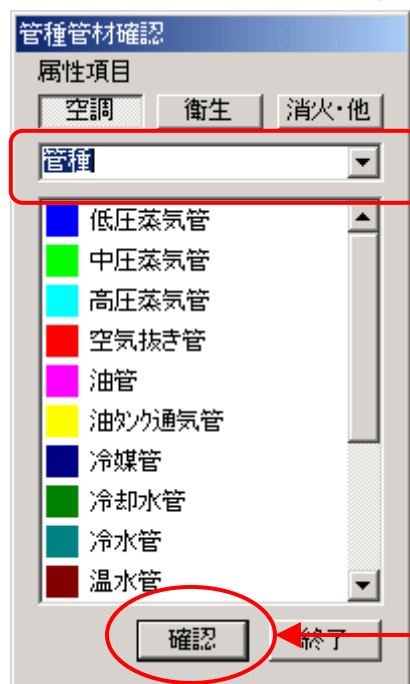 管種管材確認
属性項目
空調 衛生 消火・他
管種
低圧蒸気管
中圧蒸気管
高圧蒸気管
空気抜き管
油管
油ﾀﾝｸ通気管
冷媒管
冷却水管
冷水管
温水管
確認 終了